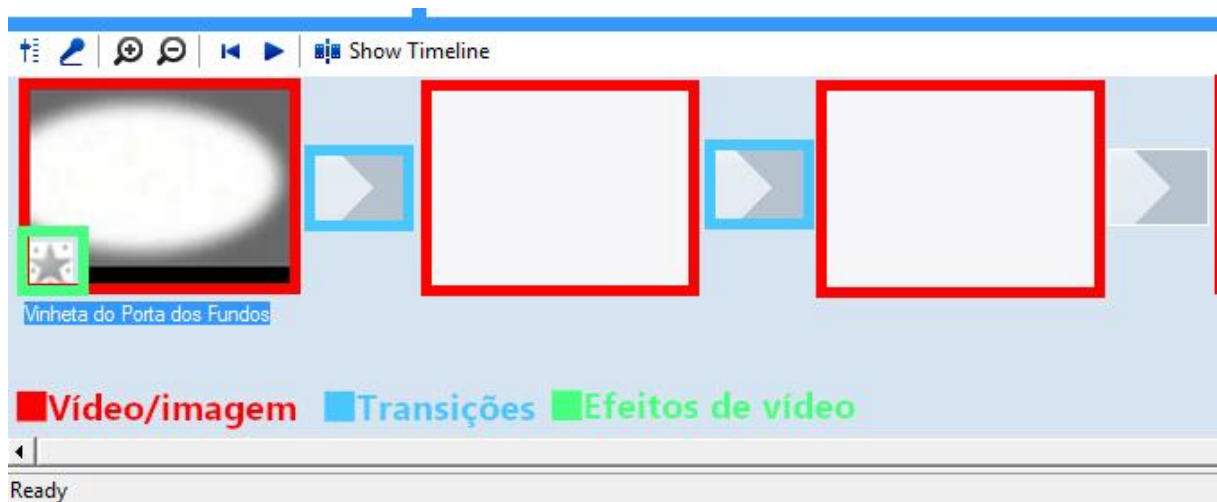 Show Timeline
Vinheta do Porta dos Fundos
Vídeo/imagem Transições Efeitos de vídeo
Ready